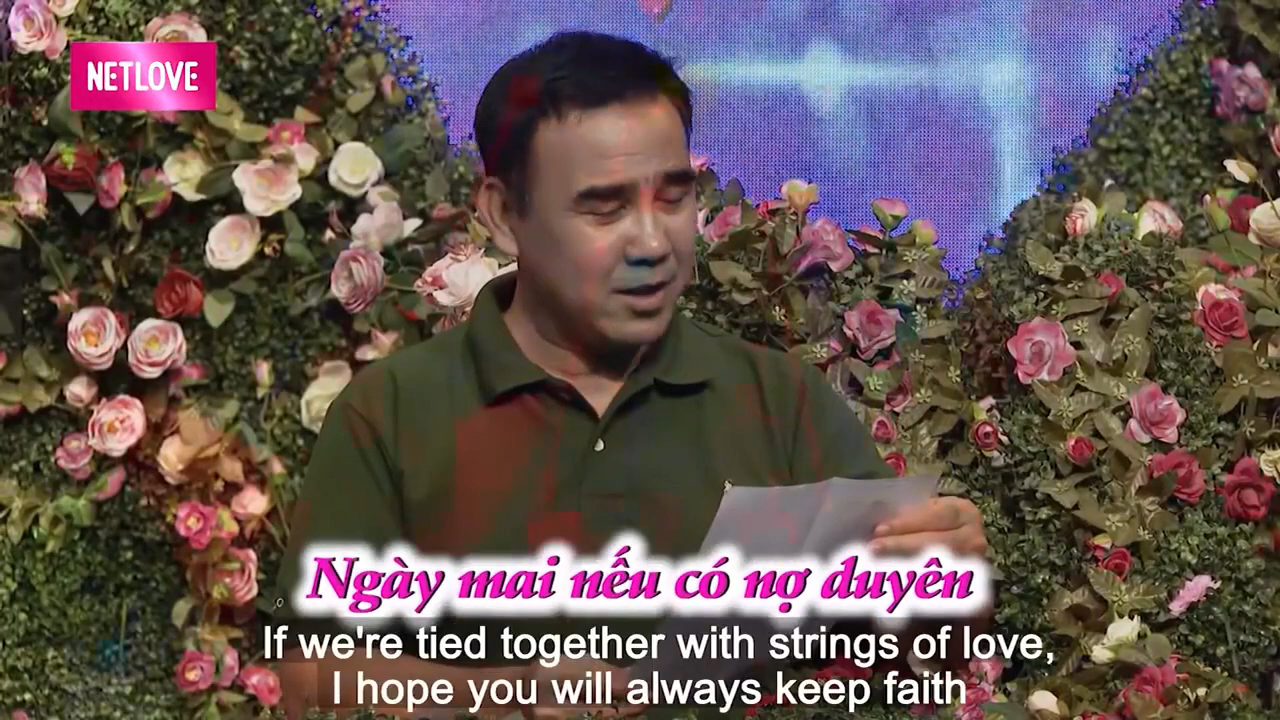 NETLOVE
Ngày mai nếu có nợ duyên
If we're tied together with strings of love,
I hope you will always keep faith